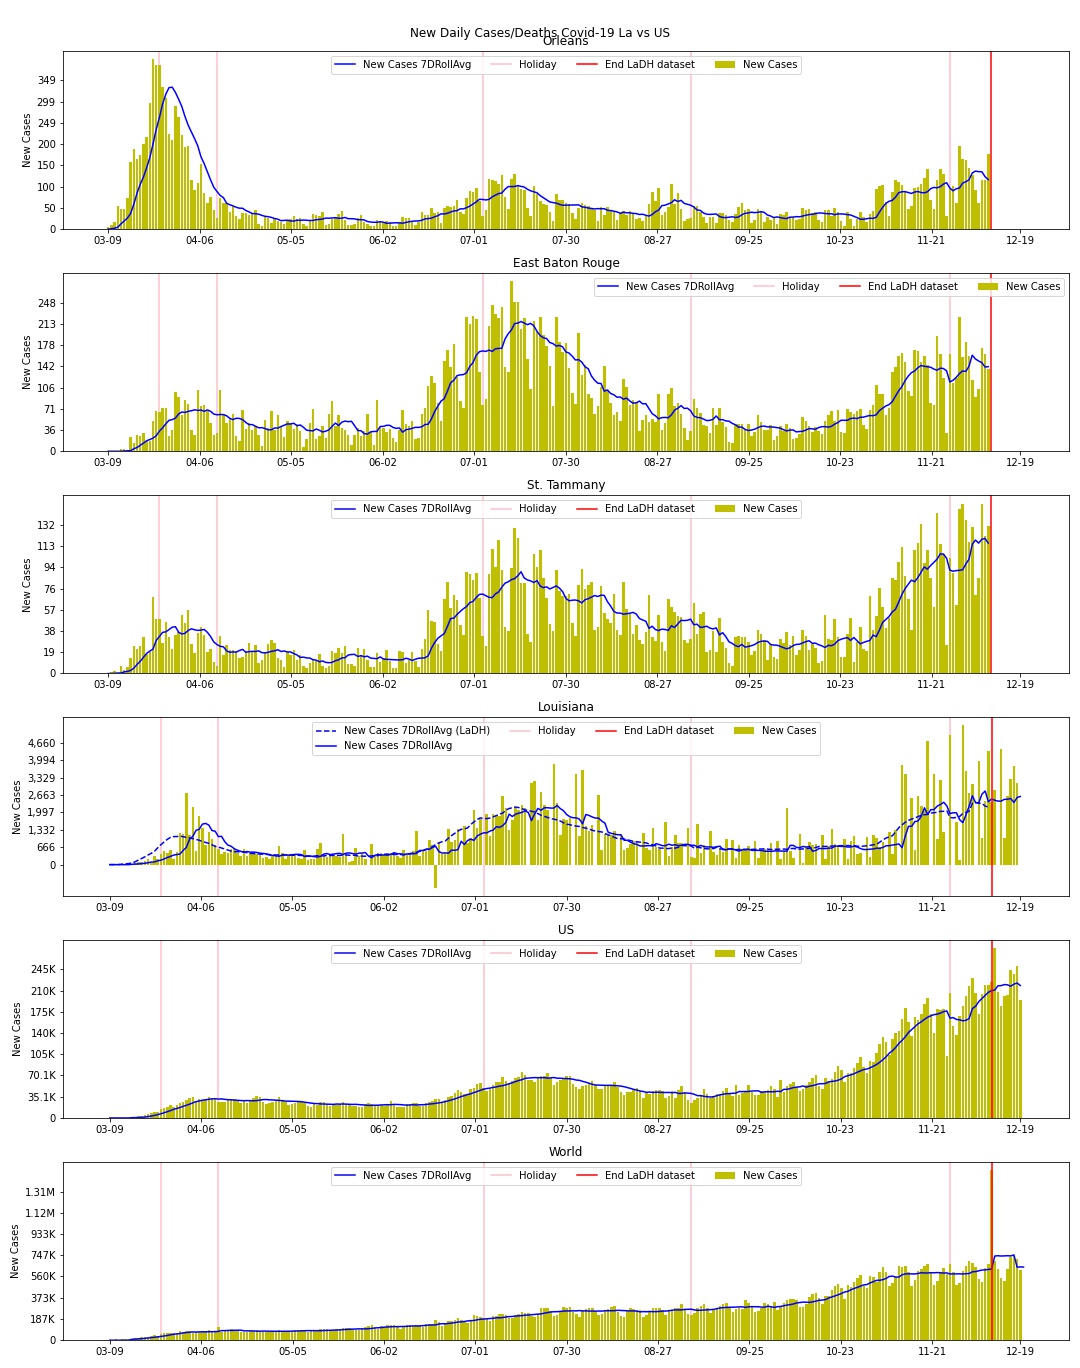 New Daily Cases/Deaths Covid-19 La vs US
Orleans
New Cases 7DRollAvg Holiday End LaDH dataset New Cases
New Cases
349
299
249
200
150
100
50
0
03-09 04-06 05-05 06-02 07-01 07-30 08-27 09-25 10-23 11-21 12-19
East Baton Rouge
New Cases 7DRollAvg Holiday End LaDH dataset New Cases
New Cases
248
213
178
142
106
71
36
0
03-09 04-06 05-05 06-02 07-01 07-30 08-27 09-25 10-23 11-21 12-19
St. Tammany
New Cases 7DRollAvg Holiday End LaDH dataset New Cases
New Cases
132
113
94
76
57
38
19
0
03-09 04-06 05-05 06-02 07-01 07-30 08-27 09-25 10-23 11-21 12-19
Louisiana
New Cases 7DRollAvg (LaDH) Holiday End LaDH dataset New Cases
New Cases 7DRollAvg
New Cases
4,660
3,994
3,329
2,663
1,997
1,332
666
0
03-09 04-06 05-05 06-02 07-01 07-30 08-27 09-25 10-23 11-21 12-19
US
New Cases 7DRollAvg Holiday End LaDH dataset New Cases
New Cases
245K
210K
175K
140K
105K
70.1K
35.1K
0
03-09 04-06 05-05 06-02 07-01 07-30 08-27 09-25 10-23 11-21 12-19
World
New Cases 7DRollAvg Holiday End LaDH dataset New Cases
New Cases
1.31M
1.12M
933K
747K
560K
373K
187K
0
03-09 04-06 05-05 06-02 07-01 07-30 08-27 09-25 10-23 11-21 12-19